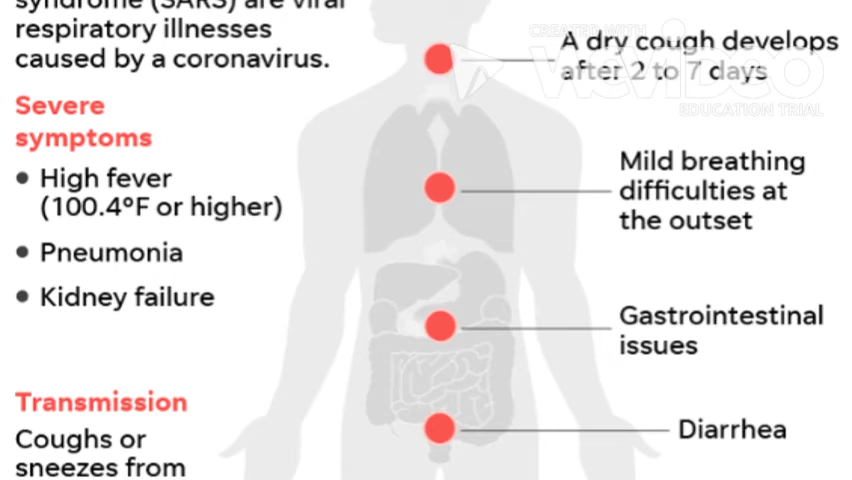 syndrome (SARS) are viral
respiratory illnesses
caused by a coronavirus.
Severe
symptoms
• High fever
(100.4°F or higher)
• Pneumonia
• Kidney failure
Transmission
Coughs or
sneezes from
CREATED WITH
WeVideo
EDUCATION TRIAL
A dry cough develops
after 2 to 7 days
Mild breathing
difficulties at
the outset
Gastrointestinal
issues
Diarrhea